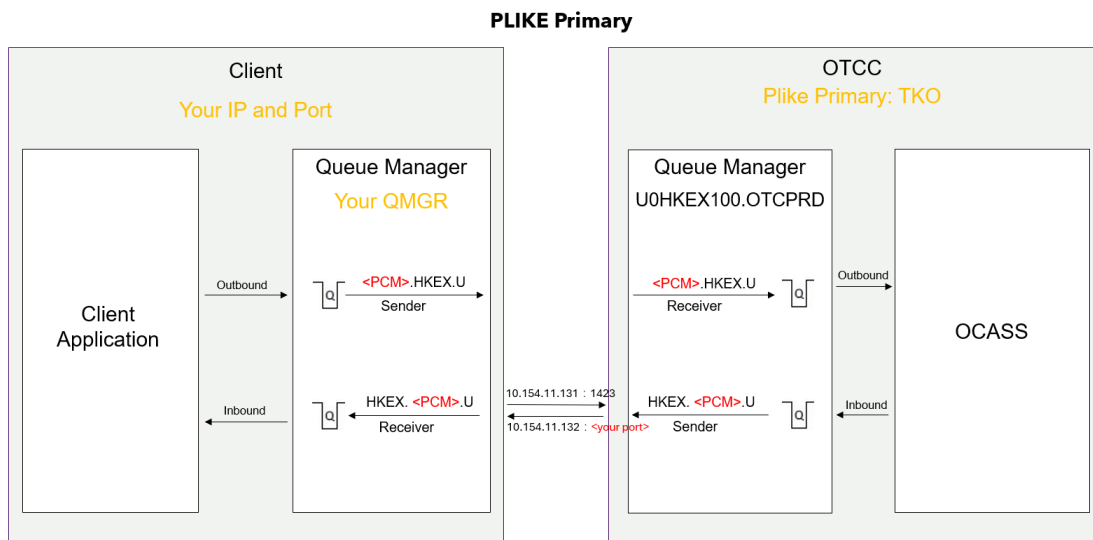 PLIKE Primary
Client
Your IP and Port
Client
Application
Outbound
Inbound
Queue Manager
Your QMGR
Q
<PCM>.HKEX.U
Sender
Q
HKEX. <PCM>.U
Receiver
10.154.11.131 : 1423
10.154.11.132 : <your port>
OTCC
Plike Primary: TKO
Queue Manager
U0HKEX100.OTCPRD
<PCM>.HKEX.U
Receiver
Q
HKEX. <PCM>.U
Sender
Q
Outbound
Inbound
OCASS